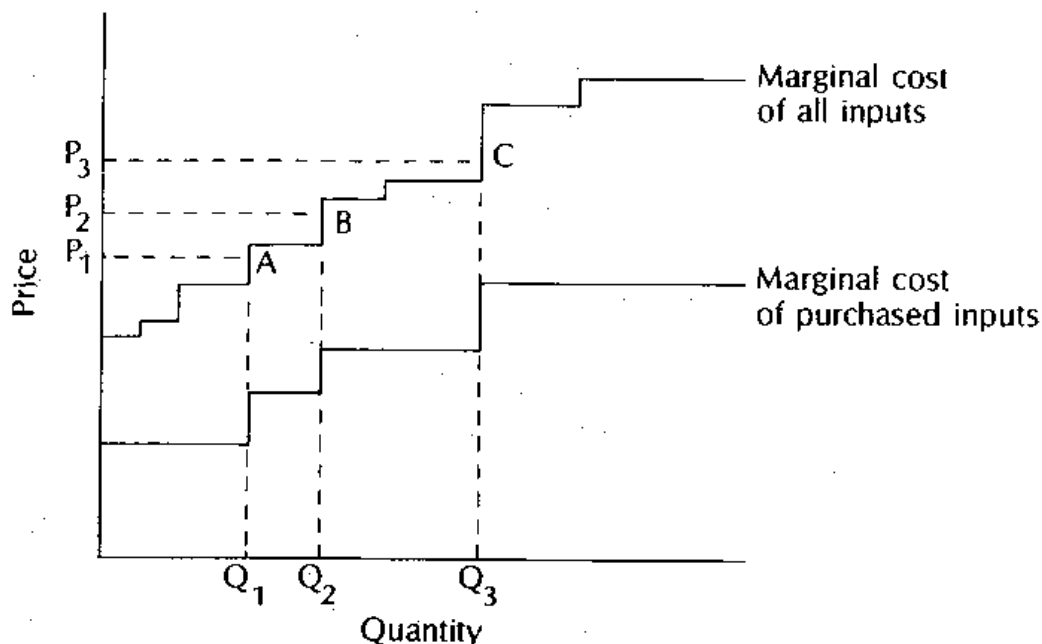 Marginal cost
of all inputs
P3
C
P2
B
P1
A
Price
Marginal cost
of purchased inputs
Q1
Q2
Q3
Quantity